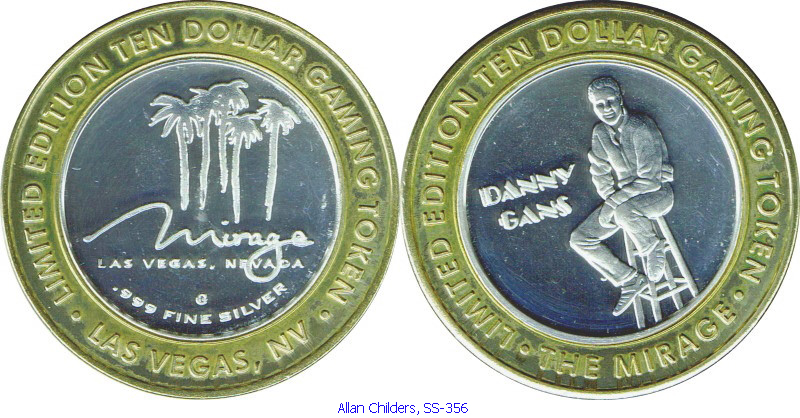 LIMITED EDITION TEN DOLLAR GAMING TOKEN
• LAS VEGAS, NV •
Mirage
LAS VEGAS, NEVADA
G
.999 FINE SILVER
LIMITED EDITION TEN DOLLAR GAMING TOKEN
• THE MIRAGE •
DANNY
GANS
Allan Childers, SS-356